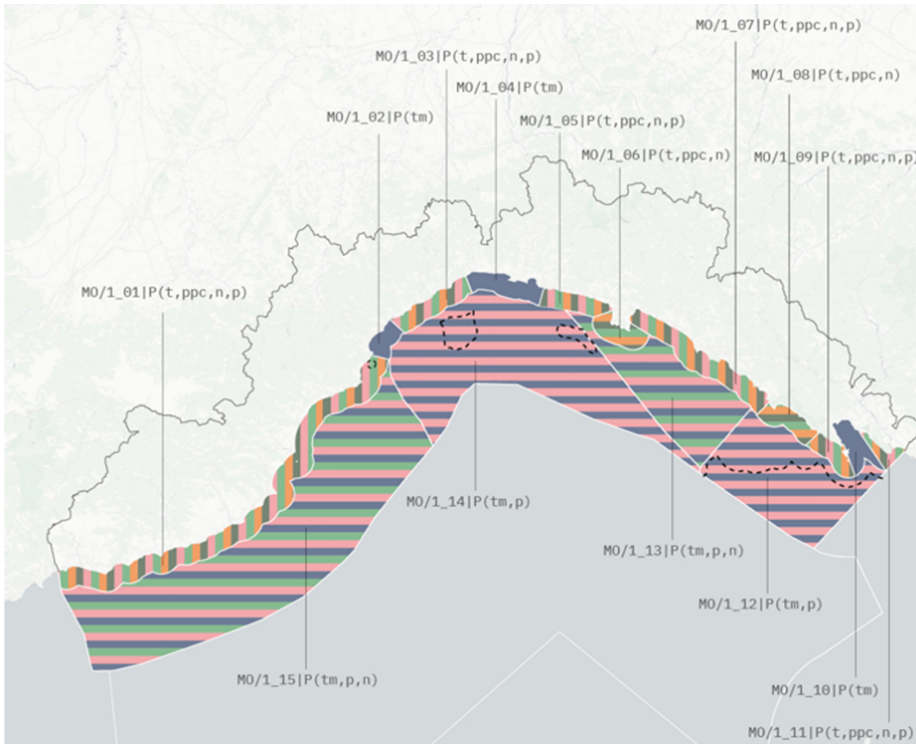 MO/1_07|P(t,ppc,n,p)
MO/1_03|P(t,ppc,n,p)
MO/1_08|P(t,ppc,n)
MO/1_04|P(tm)
MO/1_02|P(tm)
MO/1_05|P(t,ppc,n,p)
MO/1_06|P(t,ppc,n)
MO/1_09|P(t,ppc,n,p)
MO/1_01|P(t,ppc,n,p)
MO/1_14|P(tm,p)
MO/1_13|P(tm,p,n)
MO/1_12|P(tm,p)
MO/1_15|P(tm,p,n)
MO/1_10|P(tm)
MO/1_11|P(t,ppc,n,p)